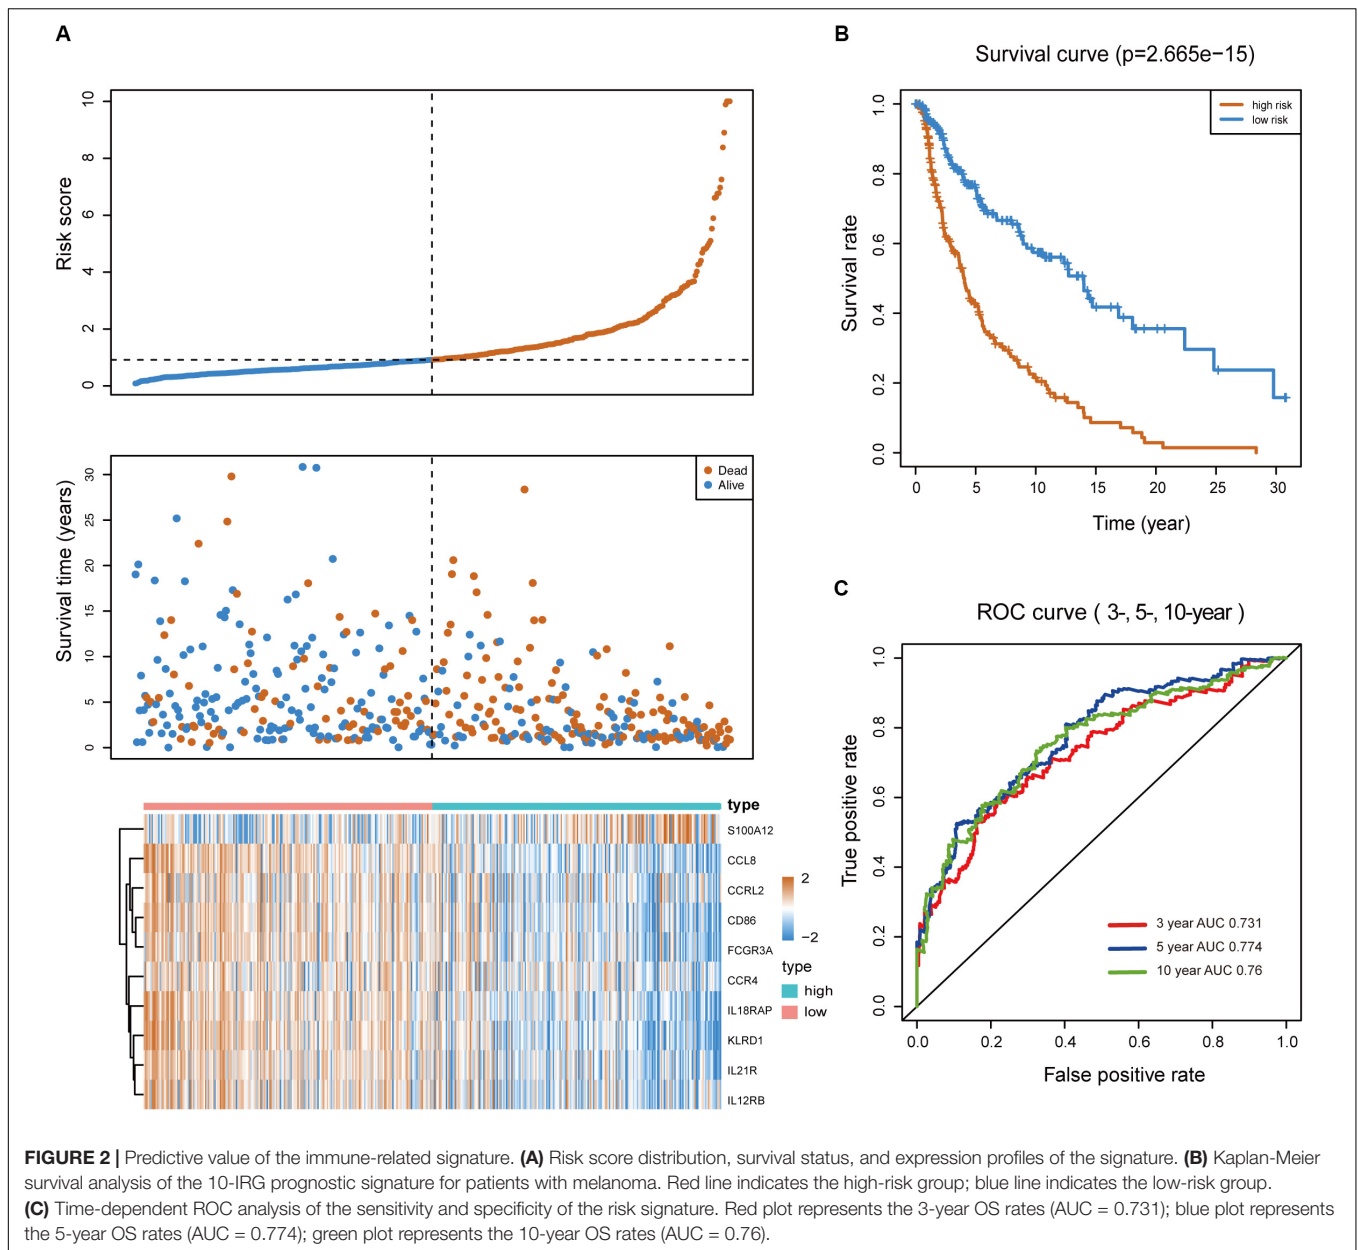 A
Risk score
0
2
4
6
8
10
Survival time (years)
0
5
10
15
20
25
30
Dead
Alive
type
S100A12
CCL8
CCRL2
CD86
FCGR3A
CCR4
IL18RAP
KLRD1
IL21R
IL12RB
2
−2
type
high
low
B
Survival curve (p=2.665e−15)
high risk
low risk
Survival rate
0.0
0.2
0.4
0.6
0.8
1.0
0 5 10 15 20 25 30
Time (year)
C
ROC curve ( 3-, 5-, 10-year )
True positive rate
0.0
0.2
0.4
0.6
0.8
1.0
3 year AUC 0.731
5 year AUC 0.774
10 year AUC 0.76
0.0 0.2 0.4 0.6 0.8 1.0
False positive rate
FIGURE 2 | Predictive value of the immune-related signature. (A) Risk score distribution, survival status, and expression profiles of the signature. (B) Kaplan-Meier
survival analysis of the 10-IRG prognostic signature for patients with melanoma. Red line indicates the high-risk group; blue line indicates the low-risk group.
(C) Time-dependent ROC analysis of the sensitivity and specificity of the risk signature. Red plot represents the 3-year OS rates (AUC = 0.731); blue plot represents
the 5-year OS rates (AUC = 0.774); green plot represents the 10-year OS rates (AUC = 0.76).